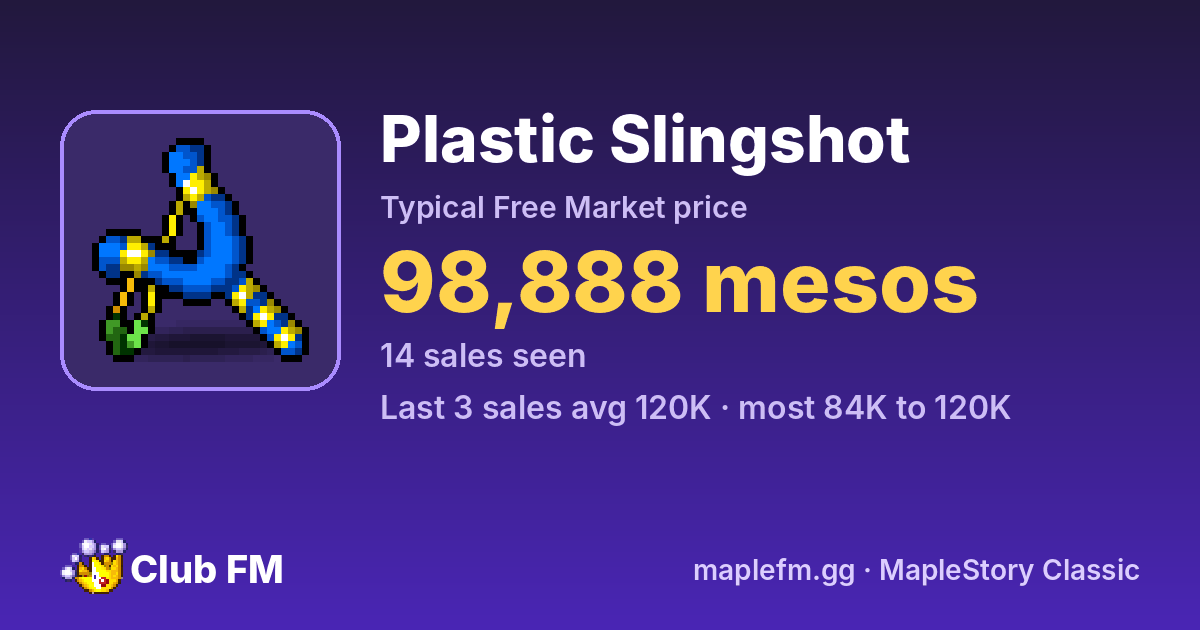 Plastic Slingshot
Typical Free Market price
98,888 mesos
14 sales seen
Last 3 sales avg 120K · most 84K to 120K
Club FM
maplefm.gg · MapleStory Classic